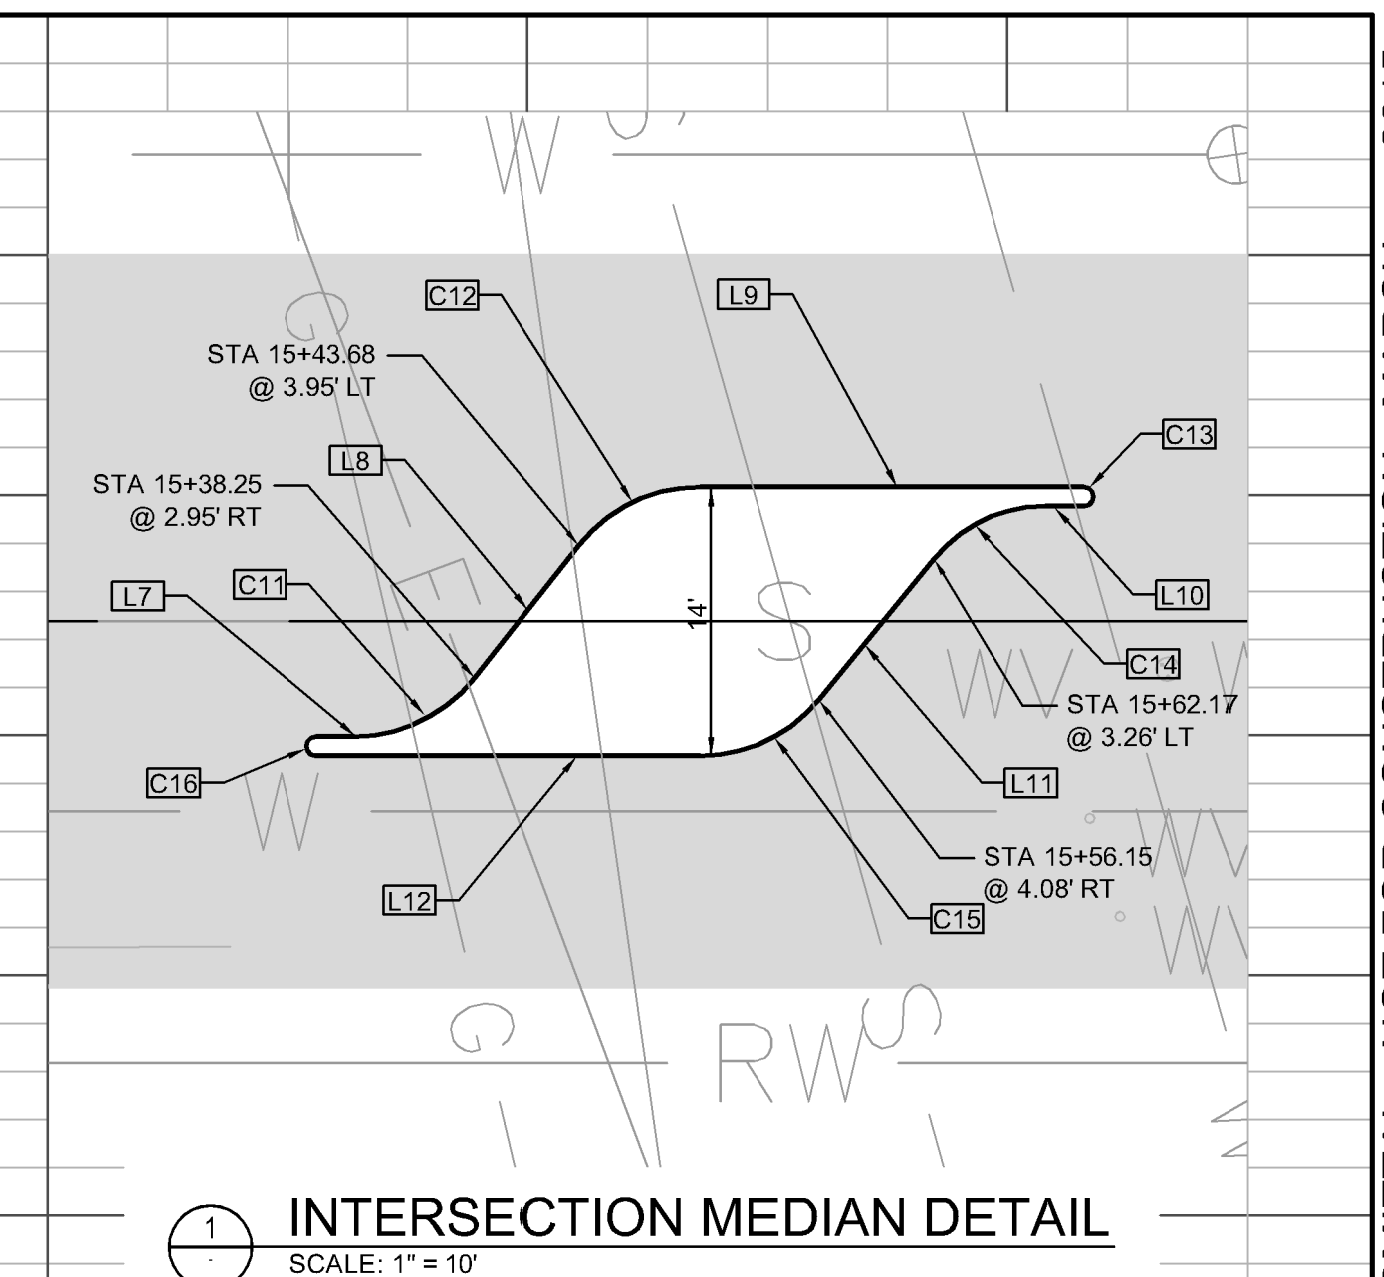 W S
G
C12
L9
STA 15+43.68
@ 3.95' LT
C13
L8
STA 15+38.25
@ 2.95' RT
E
C11
L7
14'
S
L10
W W W
C14
STA 15+62.17
@ 3.26' LT
C16
L11
W
W
STA 15+56.15
@ 4.08' RT
L12
C15
W
G
RW
S
1
-
INTERSECTION MEDIAN DETAIL
SCALE: 1" = 10'